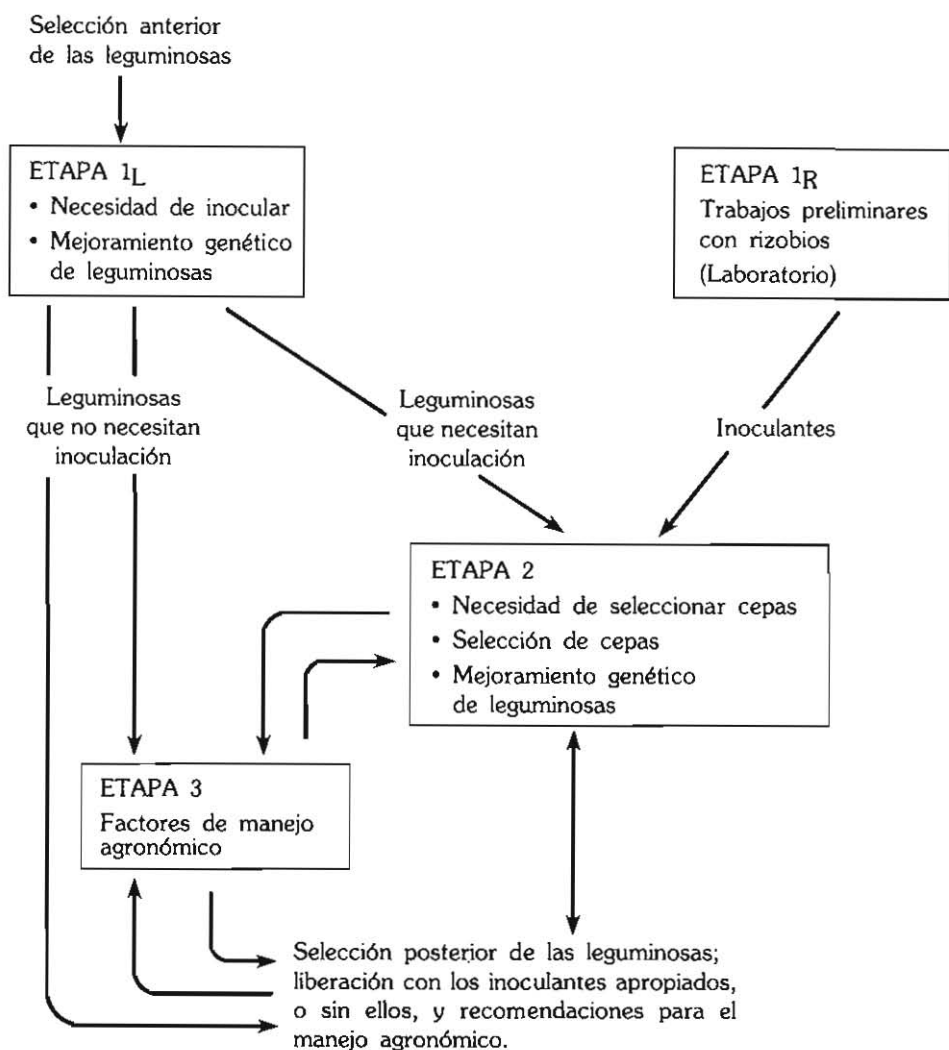 Selección anterior
de las leguminosas
ETAPA 1L
• Necesidad de inocular
• Mejoramiento genético
de leguminosas
ETAPA 1R
Trabajos preliminares
con rizobios
(Laboratorio)
Leguminosas
que no necesitan
inoculación
Leguminosas
que necesitan
inoculación
Inoculantes
ETAPA 2
• Necesidad de seleccionar cepas
• Selección de cepas
• Mejoramiento genético
de leguminosas
ETAPA 3
Factores de manejo
agronómico
Selección posterior de las leguminosas;
liberación con los inoculantes apropiados,
o sin ellos, y recomendaciones para el
manejo agronómico.